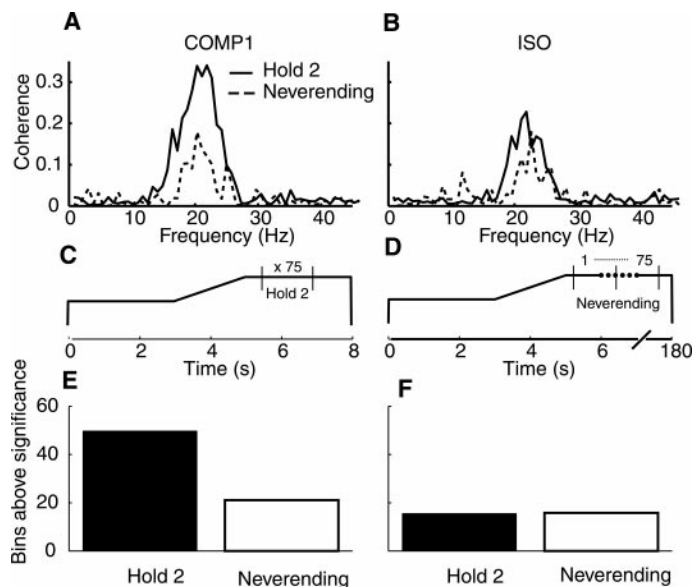 A
COMP1
B
ISO
Hold 2
Neverending
Coherence
0.3
0.2
0.1
0
0 10 20 30 40
Frequency (Hz)
0 10 20 30 40
Frequency (Hz)
C
x 75
Hold 2
0 2 4 6 8
Time (s)
D
1 75
Neverending
0 2 4 6 180
Time (s)
E
F
Bins above significance
60
40
20
0
Hold 2 Neverending
Hold 2 Neverending